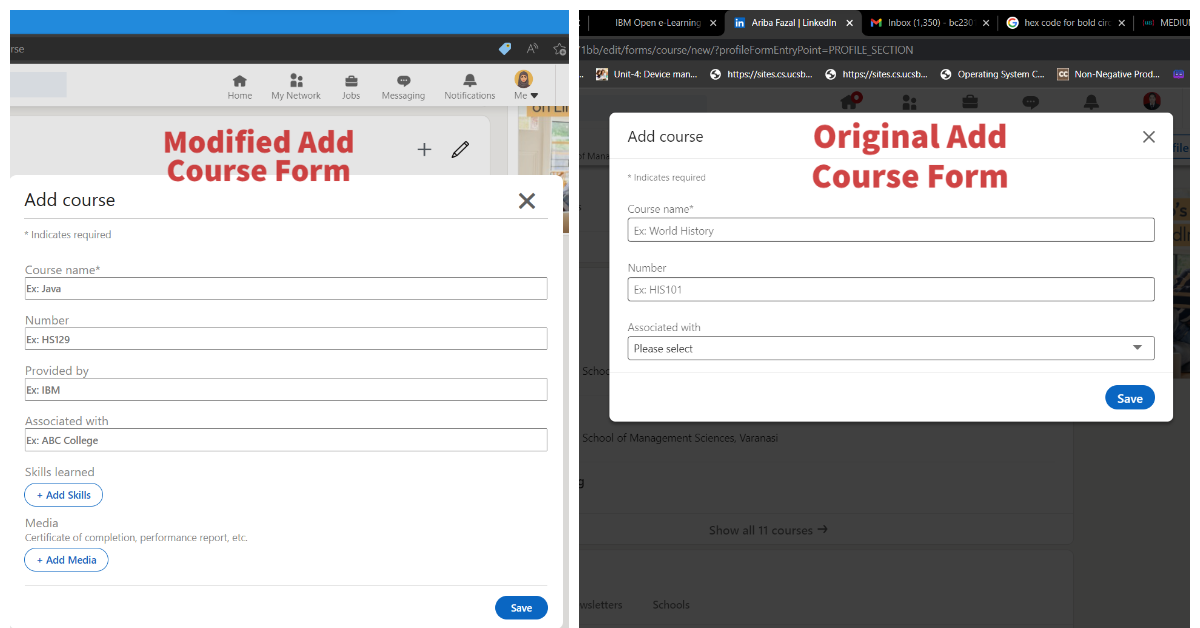 rse
Home
My Network
Jobs
Messaging
Notifications
Me
Modified Add
Course Form
Add course
* Indicates required
Course name*
Ex: Java
Number
Ex: HS129
Provided by
Ex: IBM
Associated with
Ex: ABC College
Skills learned
+ Add Skills
Media
Certificate of completion, performance report, etc.
+ Add Media
Save
IBM Open e-Learning
Ariba Fazal | LinkedIn
Inbox (1,350) - bc230
hex code for bold circ
MEDIUM
1bb/edit/forms/course/new/?profileFormEntryPoint=PROFILE_SECTION
Unit-4: Device man...
https://sites.cs.ucsb...
https://sites.cs.ucsb...
Operating System C...
CC Non-Negative Prod...
Original Add
Course Form
Add course
* Indicates required
Course name*
Ex: World History
Number
Ex: HIS101
Associated with
Please select
Save
of Mana
Schoo
School of Management Sciences, Varanasi
Show all 11 courses →
wsletters
Schools